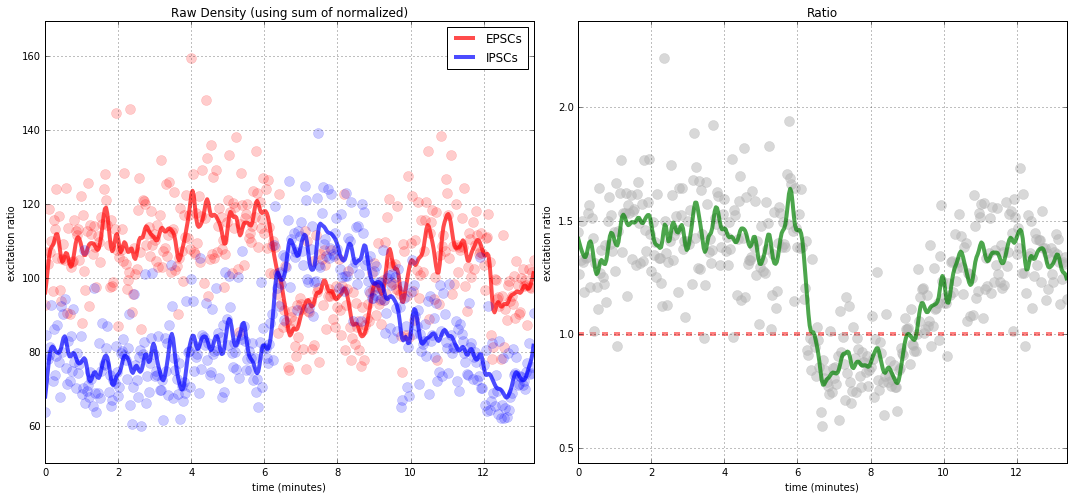 Raw Density (using sum of normalized)
EPSCs
IPSCs
excitation ratio
160
140
120
100
80
60
0 2 4 6 8 10 12
time (minutes)
Ratio
excitation ratio
2.0
1.5
1.0
0.5
0 2 4 6 8 10 12
time (minutes)